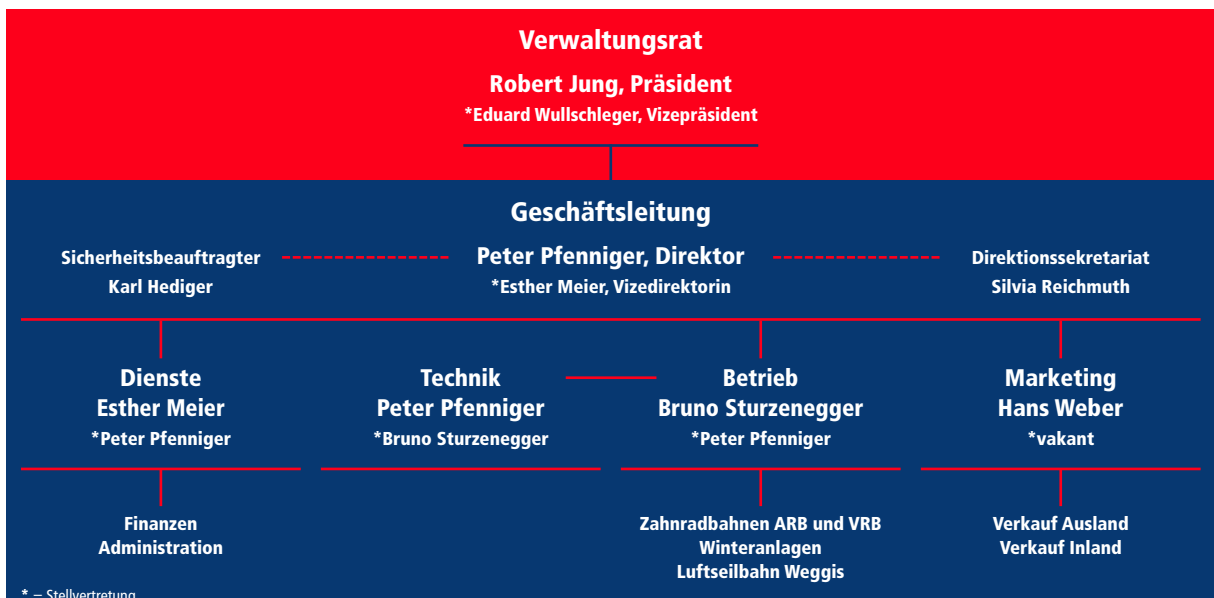 Verwaltungsrat
Robert Jung, Präsident
*Eduard Wullschleger, Vizepräsident
Geschäftsleitung
Sicherheitsbeauftragter
Karl Hediger
Peter Pfenniger, Direktor
*Esther Meier, Vizedirektorin
Direktionssekretariat
Silvia Reichmuth
Dienste
Esther Meier
*Peter Pfenniger
Technik
Peter Pfenniger
*Bruno Sturzenegger
Betrieb
Bruno Sturzenegger
*Peter Pfenniger
Marketing
Hans Weber
*vakant
Finanzen
Administration
Zahnradbahnen ARB und VRB
Winteranlagen
Luftseilbahn Weggis
Verkauf Ausland
Verkauf Inland
* = Stellvertretung